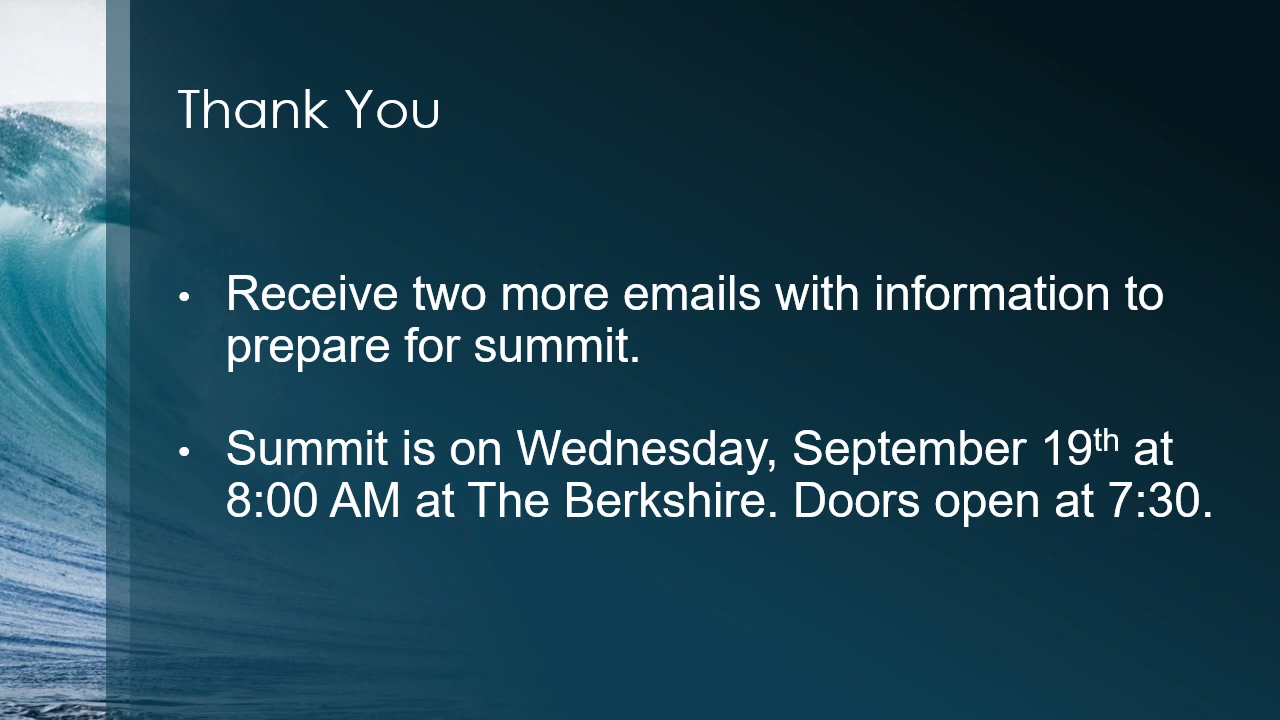 Thank You
• Receive two more emails with information to
prepare for summit.
• Summit is on Wednesday, September 19th at
8:00 AM at The Berkshire. Doors open at 7:30.